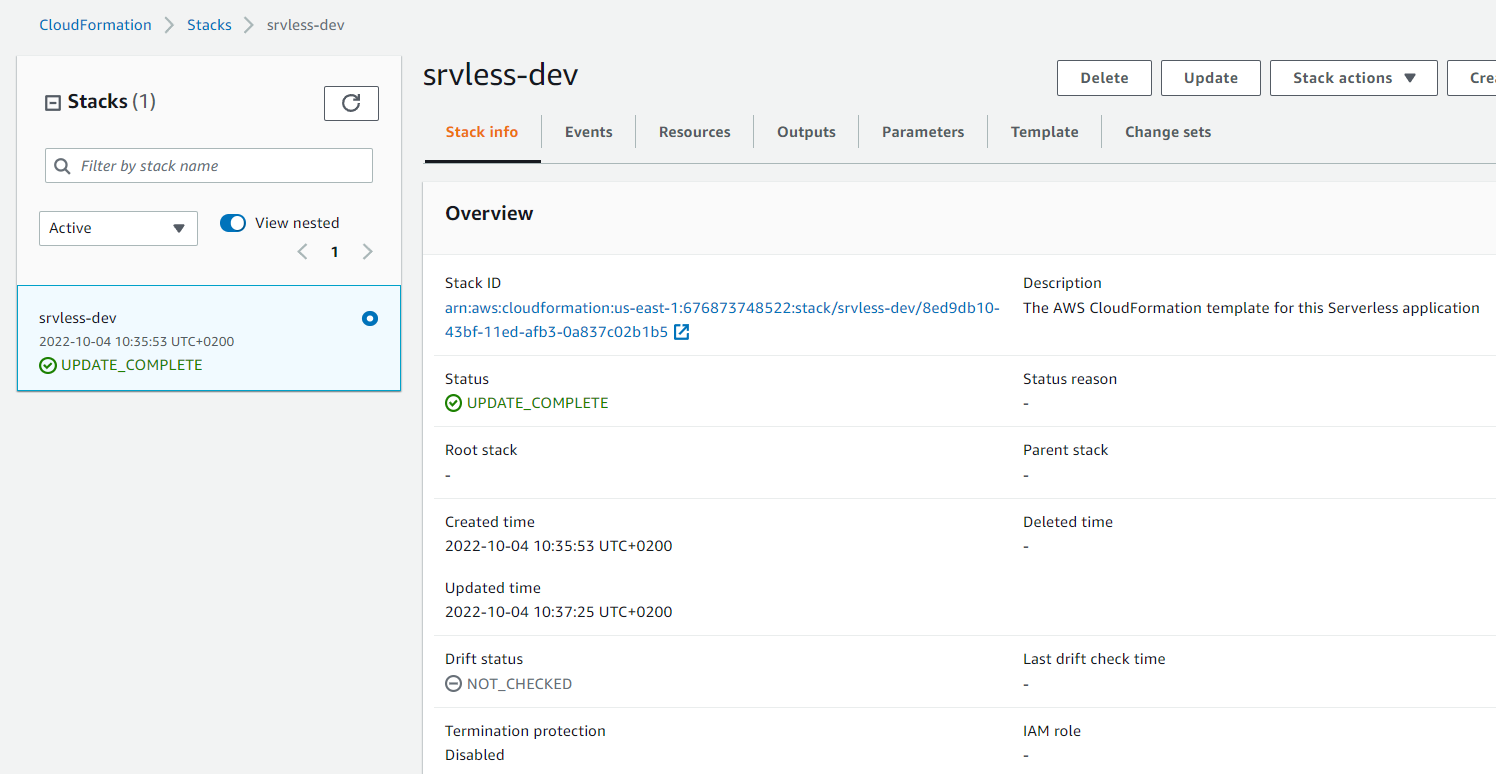 CloudFormation > Stacks > srvless-dev
Stacks (1)
Filter by stack name
Active
View nested
1
srvless-dev
2022-10-04 10:35:53 UTC+0200
UPDATE_COMPLETE
srvless-dev
Delete
Update
Stack actions
Crea
Stack info
Events
Resources
Outputs
Parameters
Template
Change sets
Overview
Stack ID
arn:aws:cloudformation:us-east-1:676873748522:stack/srvless-dev/8ed9db10-
43bf-11ed-afb3-0a837c02b1b5
Description
The AWS CloudFormation template for this Serverless application
Status
UPDATE_COMPLETE
Status reason
-
Root stack
-
Parent stack
-
Created time
2022-10-04 10:35:53 UTC+0200
Deleted time
-
Updated time
2022-10-04 10:37:25 UTC+0200
Drift status
NOT_CHECKED
Last drift check time
-
Termination protection
Disabled
IAM role
-